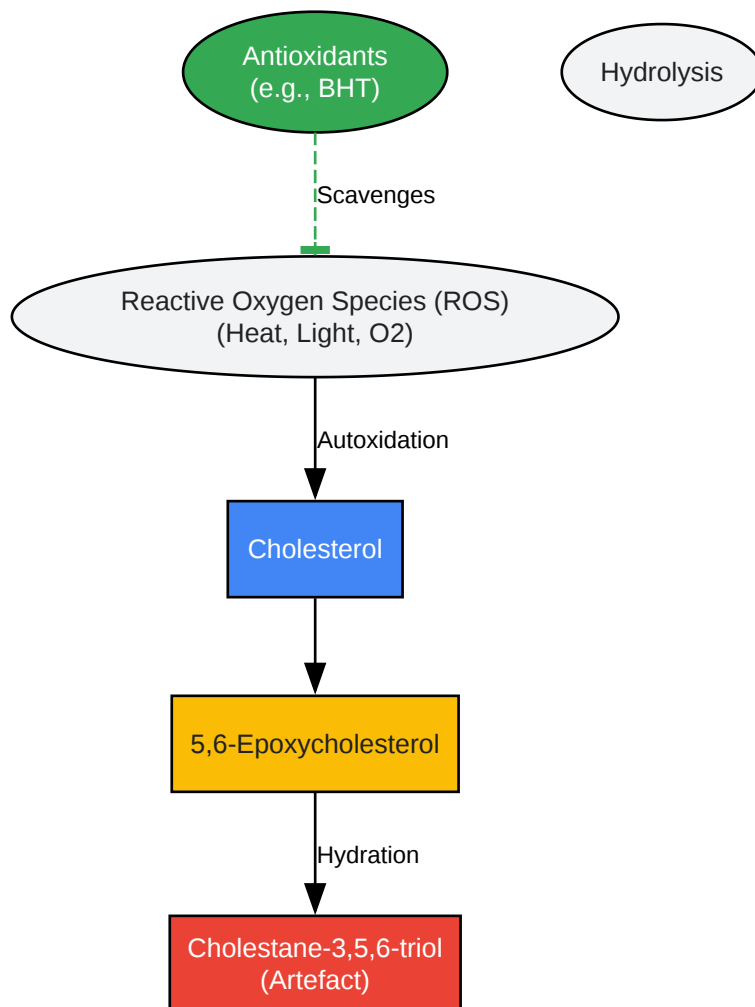 Antioxidants
(e.g., BHT)
Hydrolysis
Scavenges
Reactive Oxygen Species (ROS)
(Heat, Light, O2)
Autoxidation
Cholesterol
5,6-Epoxycholesterol
Hydration
Cholestane-3,5,6-triol
(Artefact)